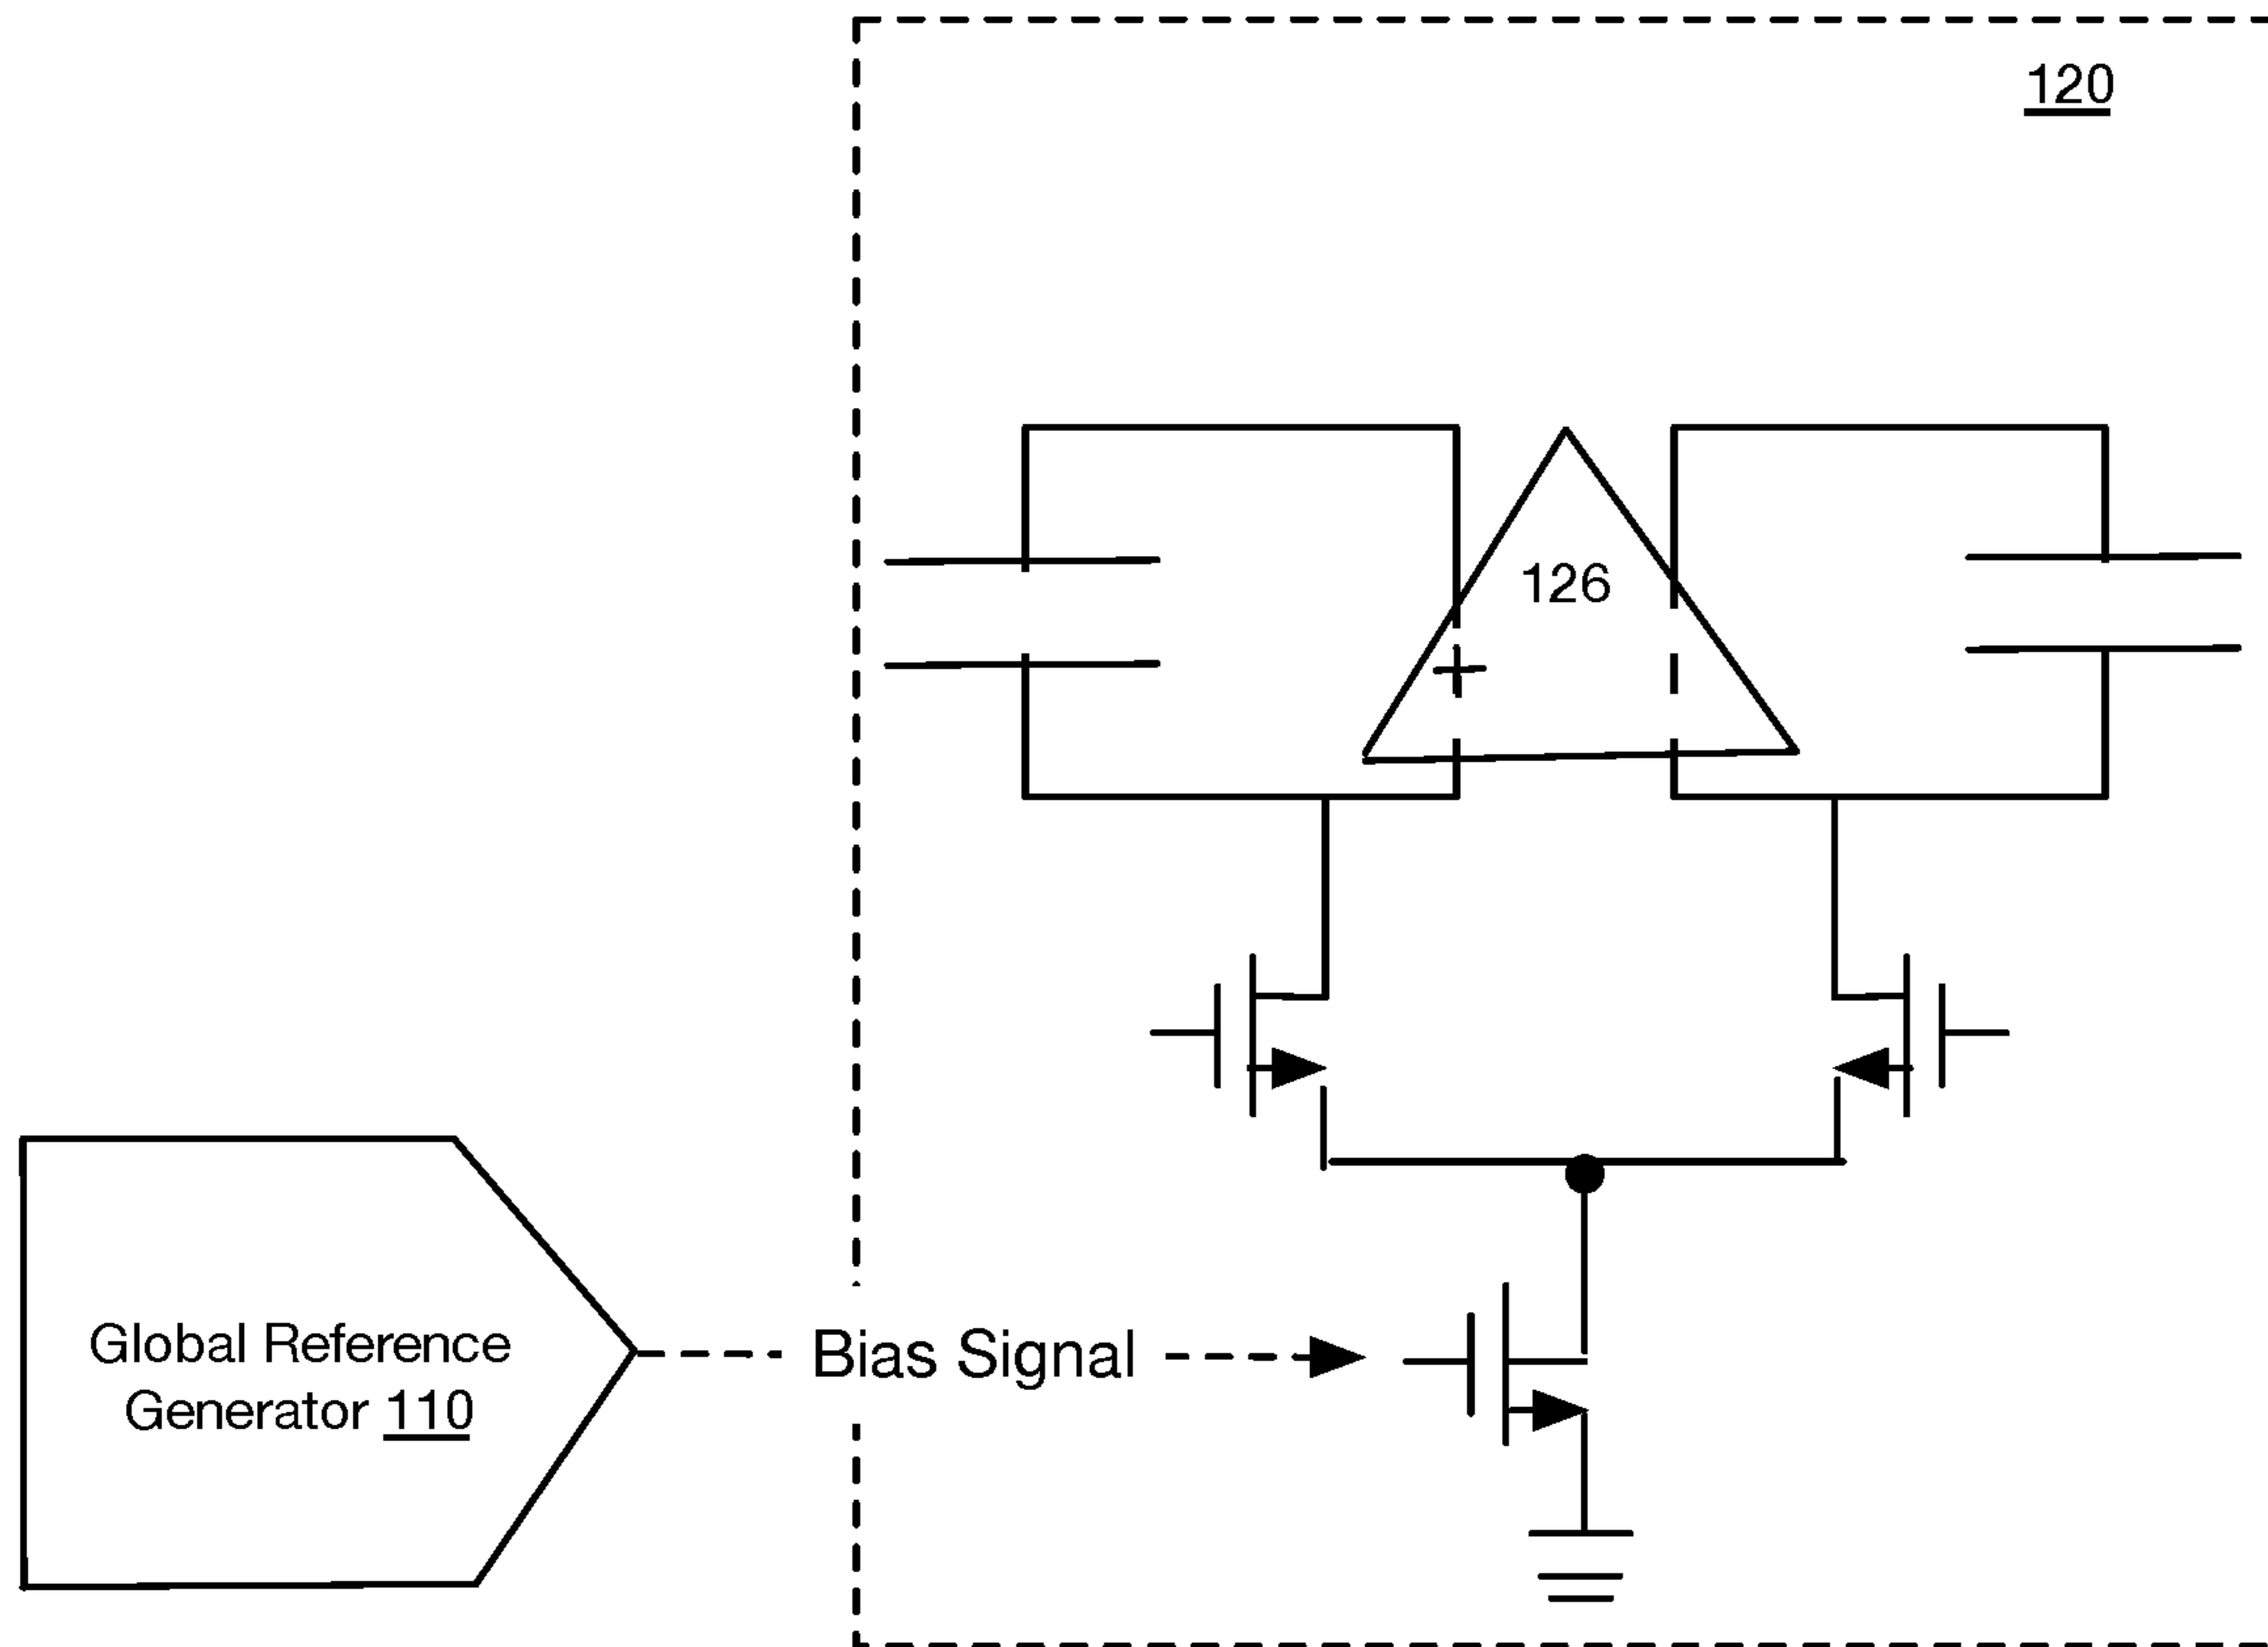 120
126
+
Global Reference
Generator 110
Bias Signal